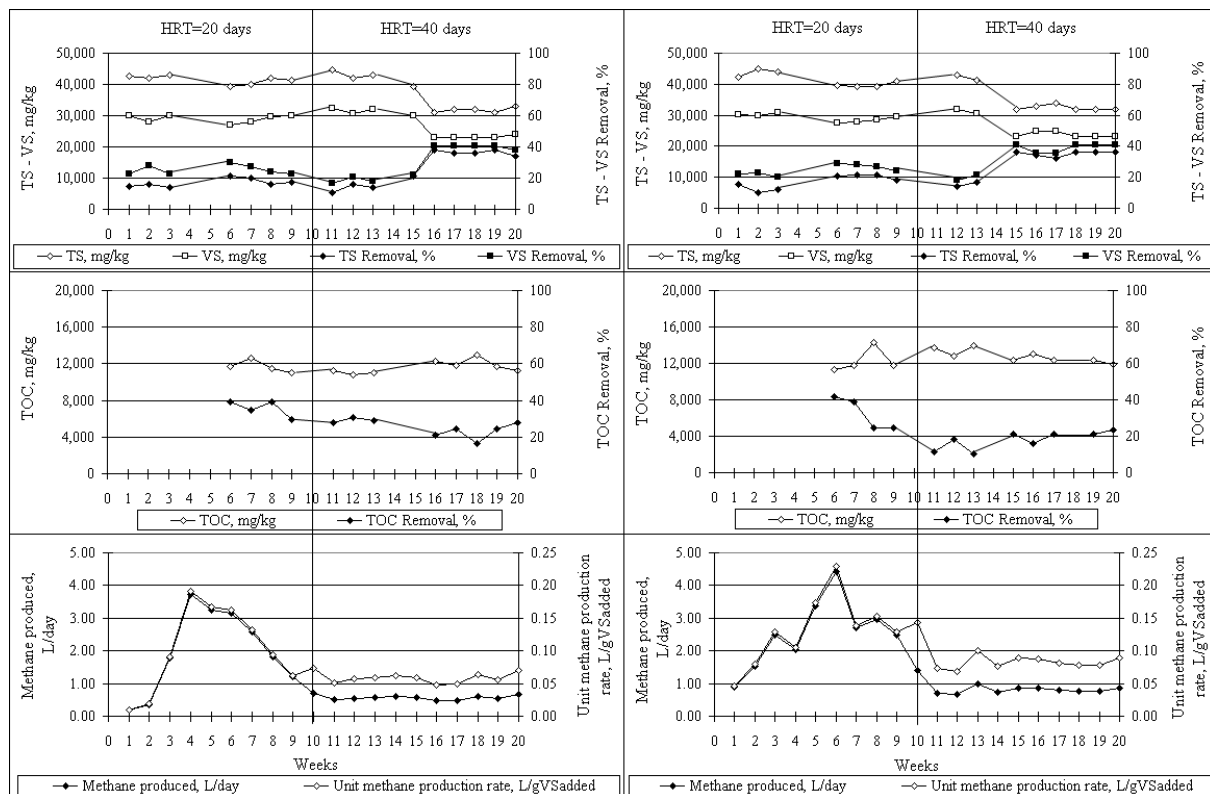 HRT=20 days HRT=40 days
50,000 100
40,000 80
30,000 60
20,000 40
10,000 20
0 0
TS - VS, mg/kg
TS - VS Removal, %
0 1 2 3 4 5 6 7 8 9 10 11 12 13 14 15 16 17 18 19 20
TS, mg/kg VS, mg/kg TS Removal, % VS Removal, %
HRT=20 days HRT=40 days
50,000 100
40,000 80
30,000 60
20,000 40
10,000 20
0 0
TS - VS, mg/kg
TS - VS Removal, %
0 1 2 3 4 5 6 7 8 9 10 11 12 13 14 15 16 17 18 19 20
TS, mg/kg VS, mg/kg TS Removal, % VS Removal, %
20,000 100
16,000 80
12,000 60
8,000 40
4,000 20
0 0
TOC, mg/kg
TOC Removal, %
0 1 2 3 4 5 6 7 8 9 10 11 12 13 14 15 16 17 18 19 20
TOC, mg/kg TOC Removal, %
20,000 100
16,000 80
12,000 60
8,000 40
4,000 20
0 0
TOC, mg/kg
TOC Removal, %
0 1 2 3 4 5 6 7 8 9 10 11 12 13 14 15 16 17 18 19 20
TOC, mg/kg TOC Removal, %
5.00 0.25
4.00 0.20
3.00 0.15
2.00 0.10
1.00 0.05
0.00 0.00
Methane produced,
L/day
Unit methane production
rate, L/gVSadded
0 1 2 3 4 5 6 7 8 9 10 11 12 13 14 15 16 17 18 19 20
Weeks
Methane produced, L/day Unit methane production rate, L/gVSadded
5.00 0.25
4.00 0.20
3.00 0.15
2.00 0.10
1.00 0.05
0.00 0.00
Methane produced,
L/day
Unit methane production
rate, L/gVSadded
0 1 2 3 4 5 6 7 8 9 10 11 12 13 14 15 16 17 18 19 20
Weeks
Methane produced, L/day Unit methane production rate, L/gVSadded